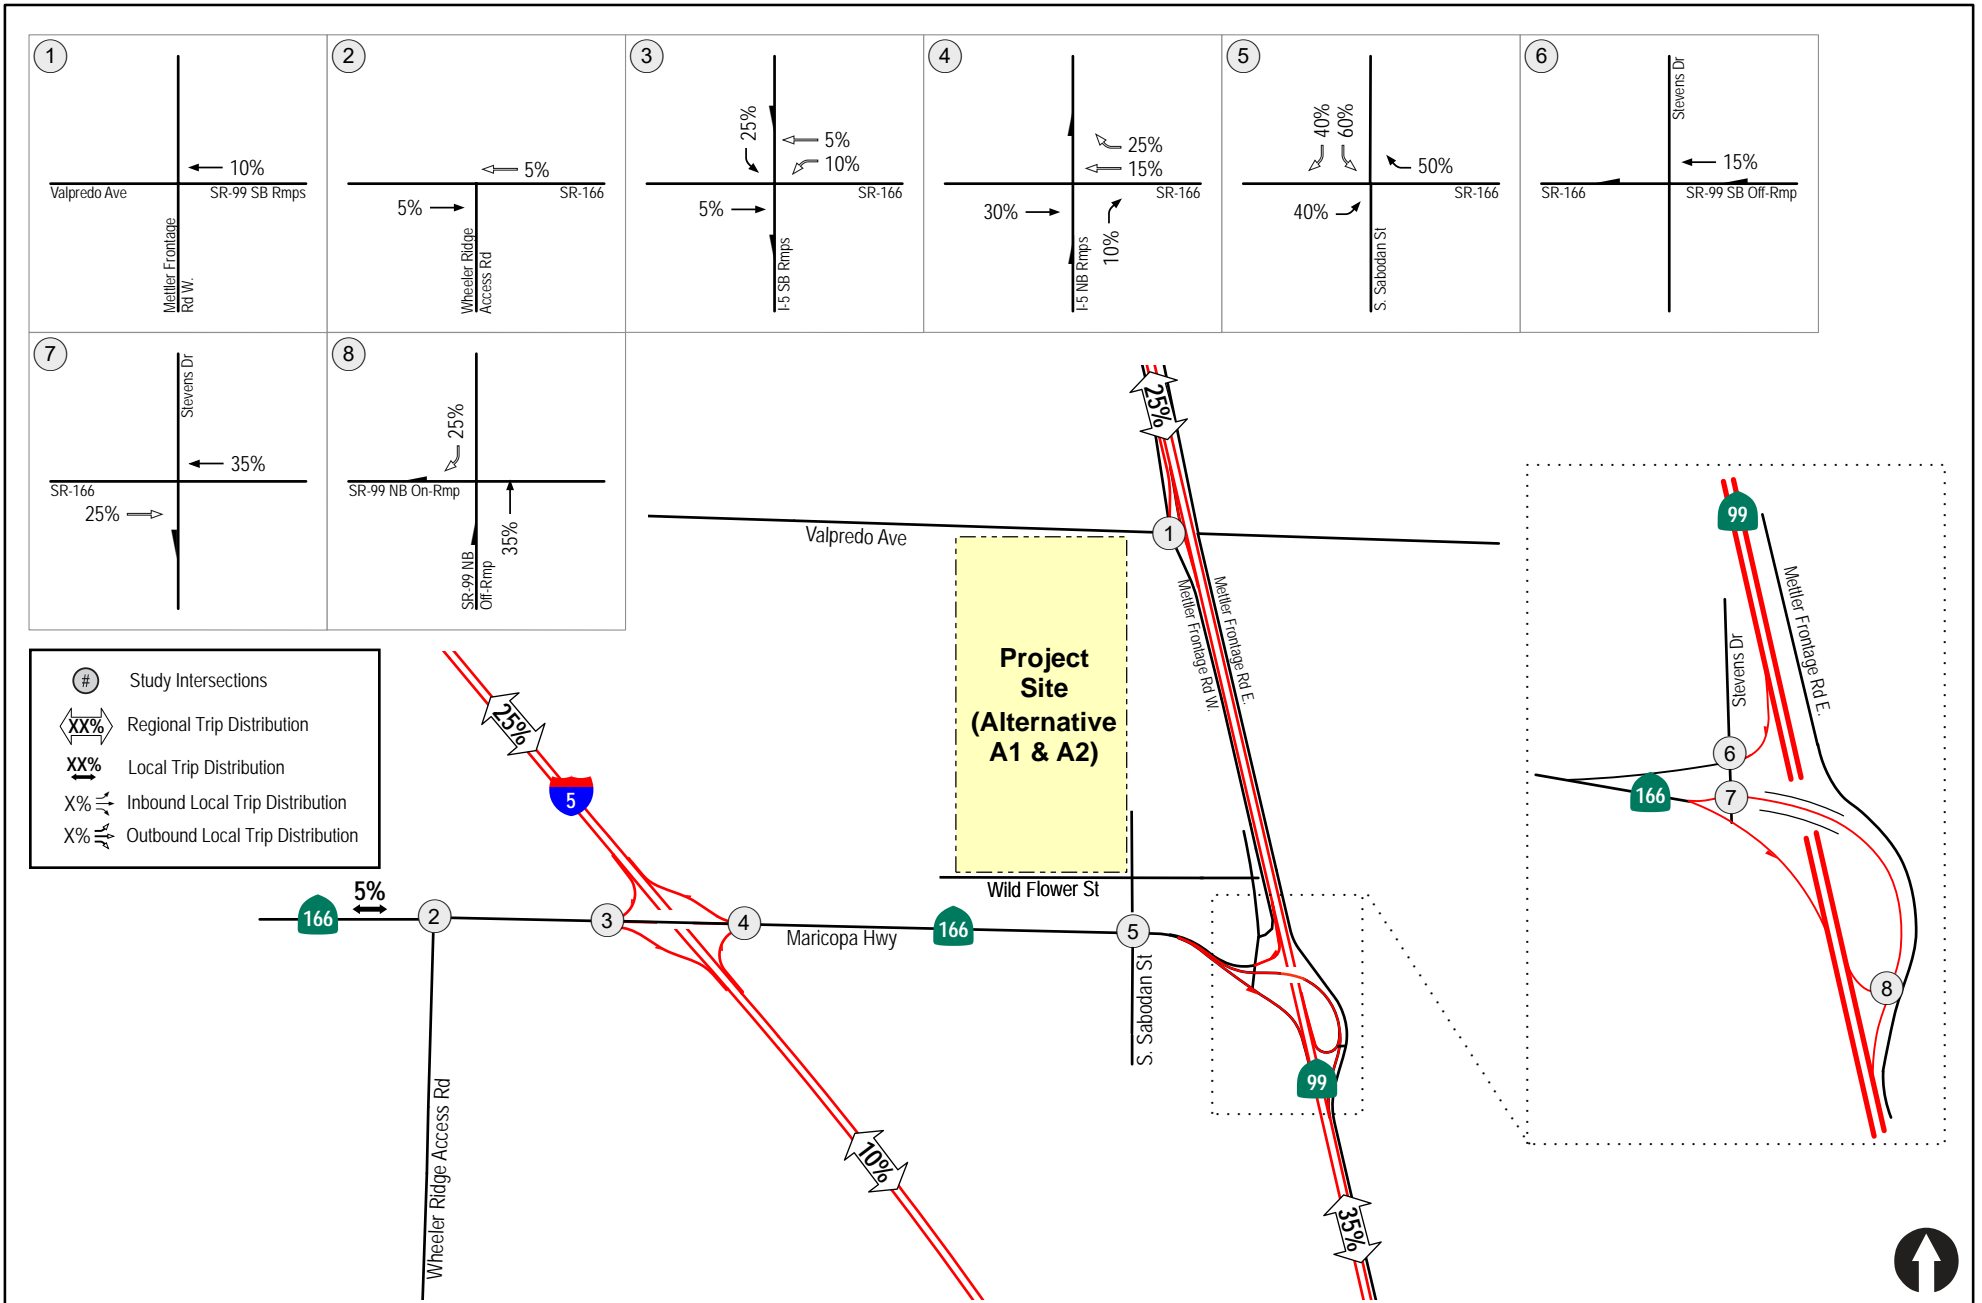 1
10%
Valpredo Ave
SR-99 SB Rmps
Mettler Frontage
Rd W.
2
5%
SR-166
5%
Wheeler Ridge
Access Rd
3
25%
5%
10%
SR-166
5%
I-5 SB Rmps
4
25%
15%
SR-166
30%
10%
I-5 NB Rmps
5
40%
60%
50%
SR-166
40%
S. Sabodan St
6
Stevens Dr
15%
SR-166
SR-99 SB Off-Rmp
7
Stevens Dr
35%
SR-166
25%
8
25%
SR-99 NB On-Rmp
35%
SR-99 NB
Off-Rmp
# Study Intersections
XX% Regional Trip Distribution
XX% Local Trip Distribution
X% Inbound Local Trip Distribution
X% Outbound Local Trip Distribution
25%
Valpredo Ave
1
Mettler Frontage Rd E.
Mettler Frontage Rd W.
Project
Site
(Alternative
A1 & A2)
25%
5
Wild Flower St
166
5%
2
3
4
Maricopa Hwy
166
5
S. Sabodan St
Wheeler Ridge Access Rd
10%
99
35%
99
Mettler Frontage Rd E.
Stevens Dr
6
166
7
8